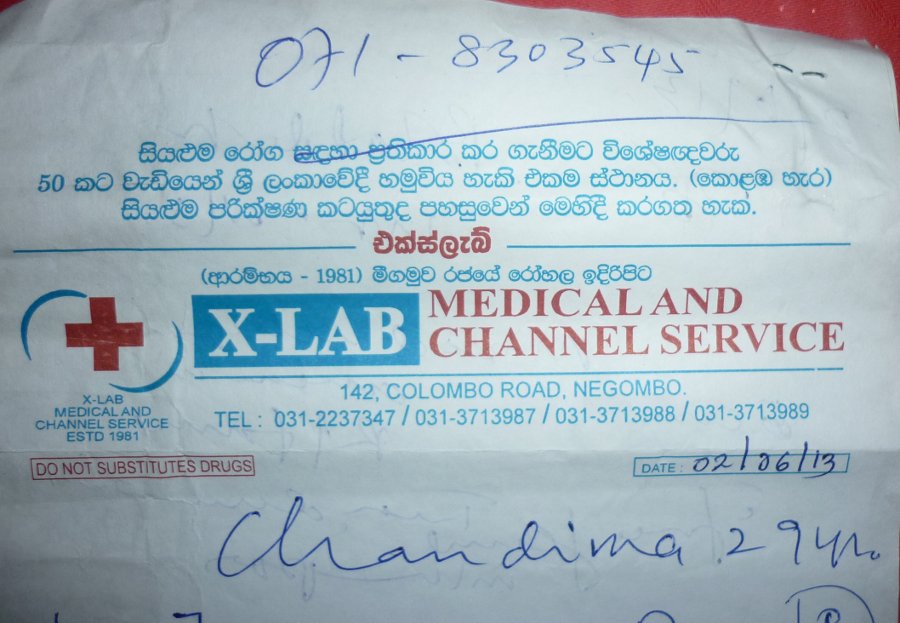 071 - 8303545
සියළුම රෝග සඳහා ප්‍රතිකාර කර ගැනීමට විශේෂඥවරු
50 කට වැඩියෙන් ශ්‍රී ලංකාවේදී හමුවිය හැකි එකම ස්ථානය. (කොළඹ හැර)
සියළුම පරික්ෂණ කටයුතුද පහසුවෙන් මෙහිදී කරගත හැක.
එක්ස්ලැබ්
(ආරම්භය - 1981) මීගමුව රජයේ රෝහල ඉදිරිපිට
X-LAB MEDICAL AND
CHANNEL SERVICE
142, COLOMBO ROAD, NEGOMBO.
TEL : 031-2237347 / 031-3713987 / 031-3713988 / 031-3713989
X-LAB
MEDICAL AND
CHANNEL SERVICE
ESTD 1981
DO NOT SUBSTITUTES DRUGS
DATE : 02/06/13
Chandima 29yr.